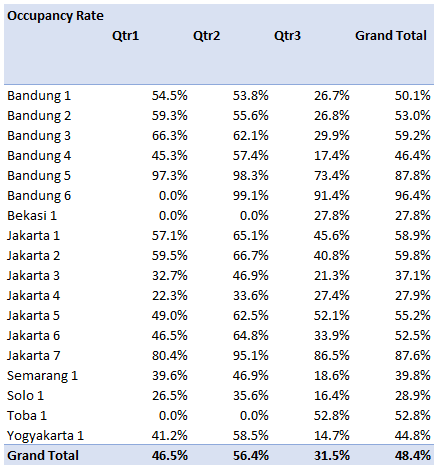 Occupancy Rate
Qtr1 Qtr2 Qtr3 Grand Total
Bandung 1 54.5% 53.8% 26.7% 50.1%
Bandung 2 59.3% 55.6% 26.8% 53.0%
Bandung 3 66.3% 62.1% 29.9% 59.2%
Bandung 4 45.3% 57.4% 17.4% 46.4%
Bandung 5 97.3% 98.3% 73.4% 87.8%
Bandung 6 0.0% 99.1% 91.4% 96.4%
Bekasi 1 0.0% 0.0% 27.8% 27.8%
Jakarta 1 57.1% 65.1% 45.6% 58.9%
Jakarta 2 59.5% 66.7% 40.8% 59.8%
Jakarta 3 32.7% 46.9% 21.3% 37.1%
Jakarta 4 22.3% 33.6% 27.4% 27.9%
Jakarta 5 49.0% 62.5% 52.1% 55.2%
Jakarta 6 46.5% 64.8% 33.9% 52.5%
Jakarta 7 80.4% 95.1% 86.5% 87.6%
Semarang 1 39.6% 46.9% 18.6% 39.8%
Solo 1 26.5% 35.6% 16.4% 28.9%
Toba 1 0.0% 0.0% 52.8% 52.8%
Yogyakarta 1 41.2% 58.5% 14.7% 44.8%
Grand Total 46.5% 56.4% 31.5% 48.4%